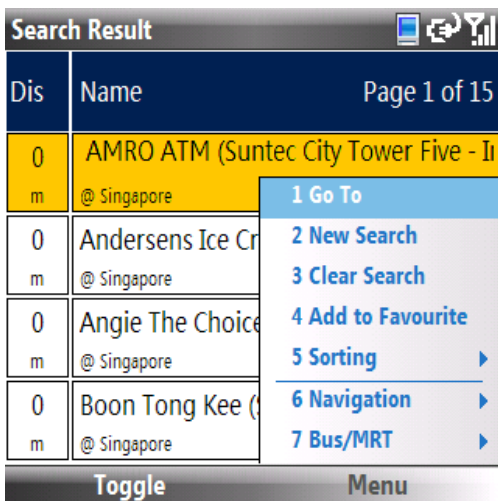 Search Result
Dis Name Page 1 of 15
0 AMRO ATM (Suntec City Tower Five - 
m @ Singapore
1 Go To
0 Andersens Ice
2 New Search
m @ Singapore
3 Clear Search
0 Angie The Choice
4 Add to Favourite
m @ Singapore
5 Sorting
0 Boon Tong Kee
6 Navigation
m @ Singapore
7 Bus/MRT
Toggle Menu